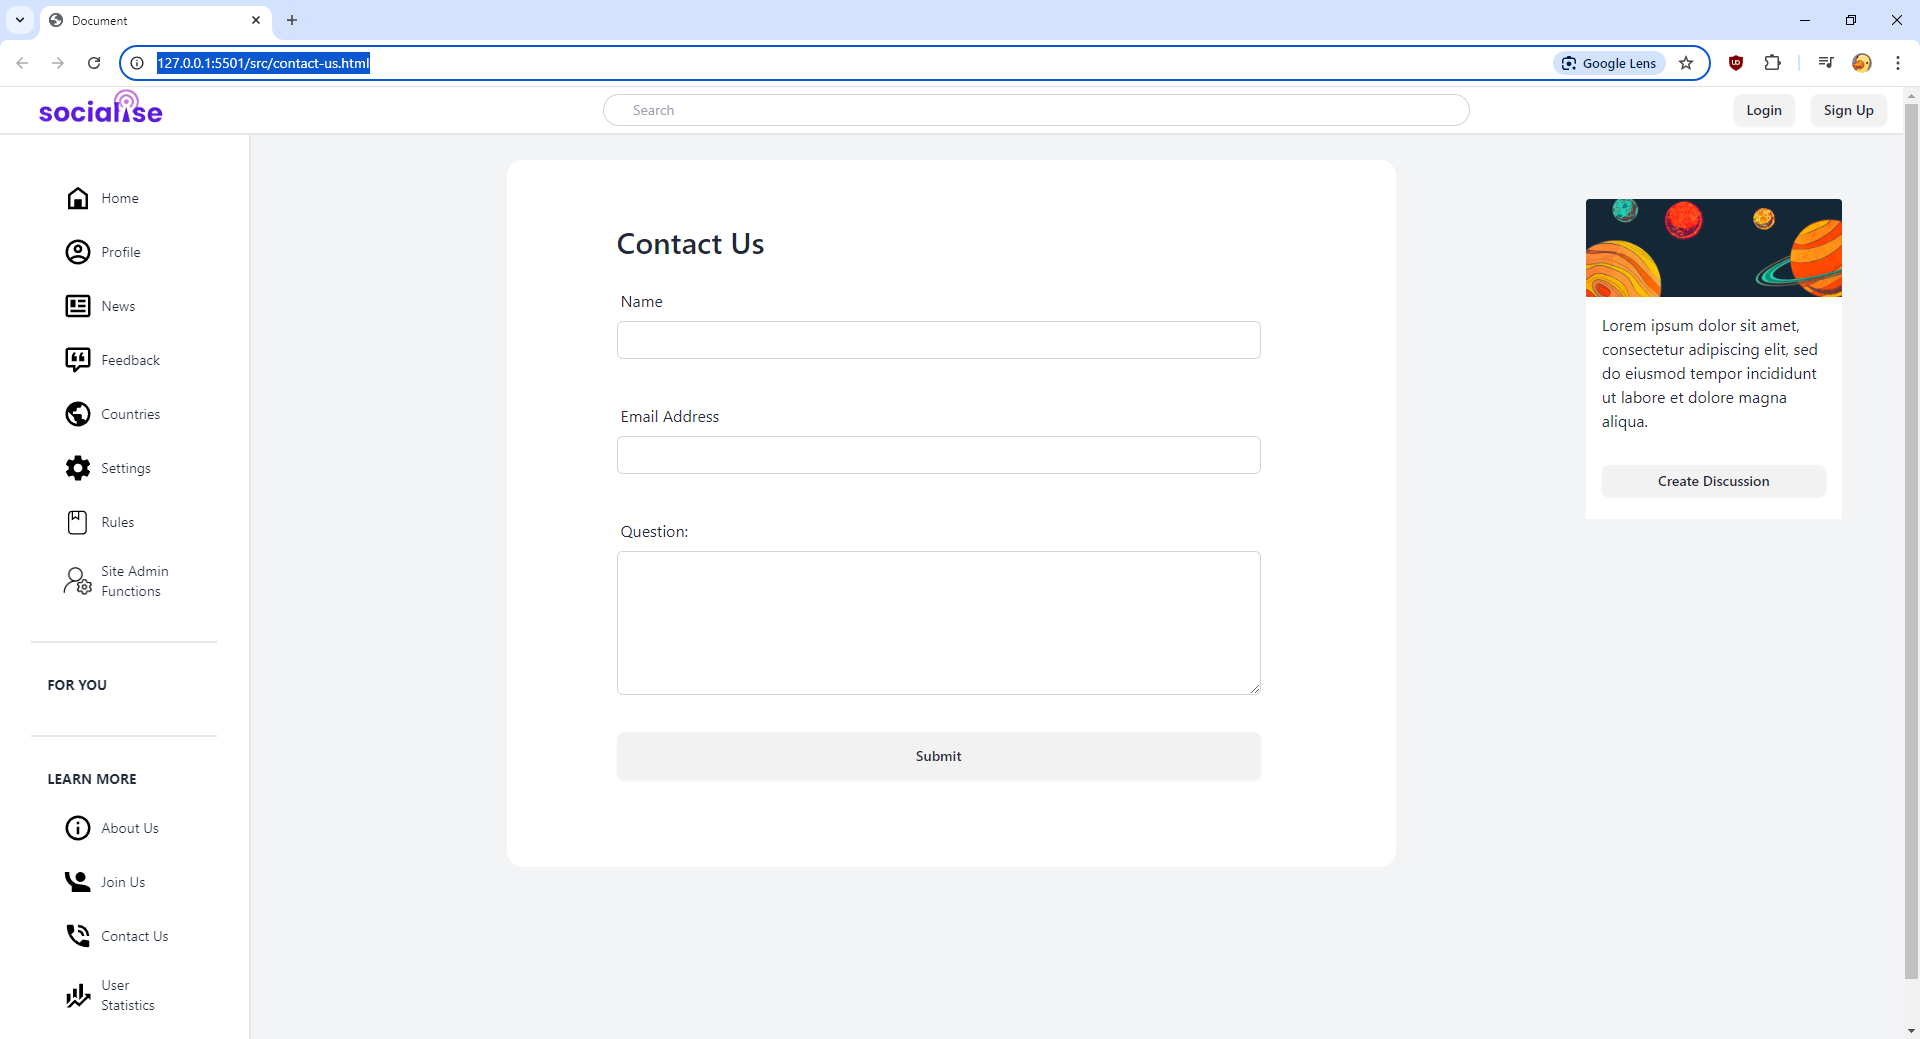 Document
127.0.0.1:5501/src/contact-us.html
Google Lens
socialise
Search
Login
Sign Up
Home
Profile
News
Feedback
Countries
Settings
Rules
Site Admin
Functions
FOR YOU
LEARN MORE
About Us
Join Us
Contact Us
User
Statistics
Contact Us
Name
Email Address
Question:
Submit
Lorem ipsum dolor sit amet,
consectetur adipiscing elit, sed
do eiusmod tempor incididunt
ut labore et dolore magna
aliqua.
Create Discussion